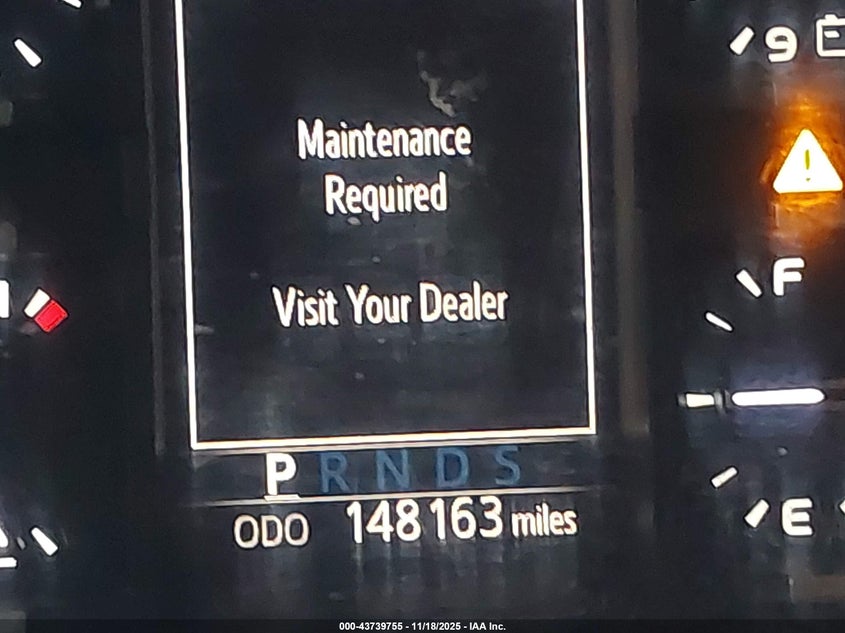 9
Maintenance
Required
F
Visit Your Dealer
P R N D S
ODO 148163 miles
E
000-43739755 - 11/18/2025 - IAA Inc.